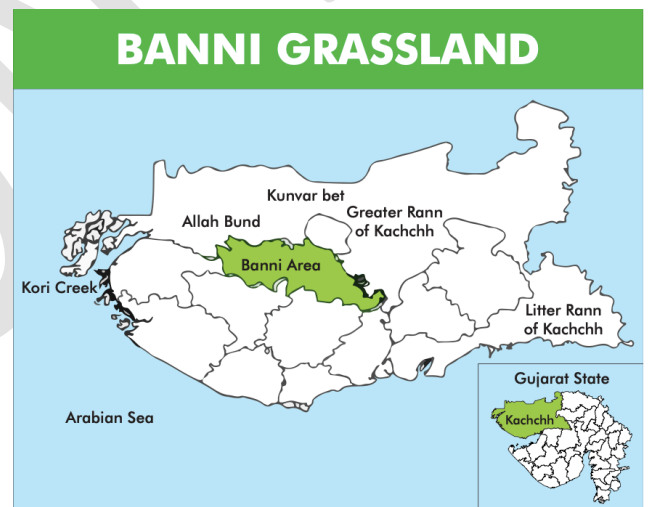 BANNI GRASSLAND
Kunvar bet
Allah Bund
Greater Rann
of Kachchh
Banni Area
Kori Creek
Litter Rann
of Kachchh
Arabian Sea
Gujarat State
Kachchh